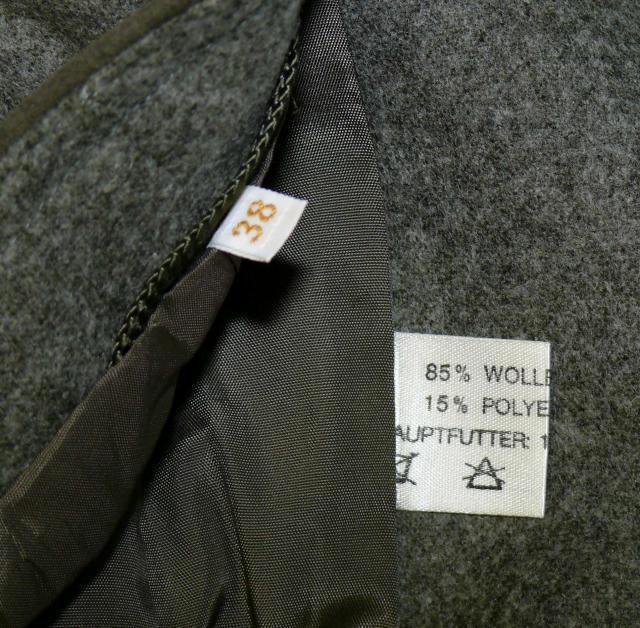 38
85% WOLLE
15% POLYE
AUPTFUTTER: 1